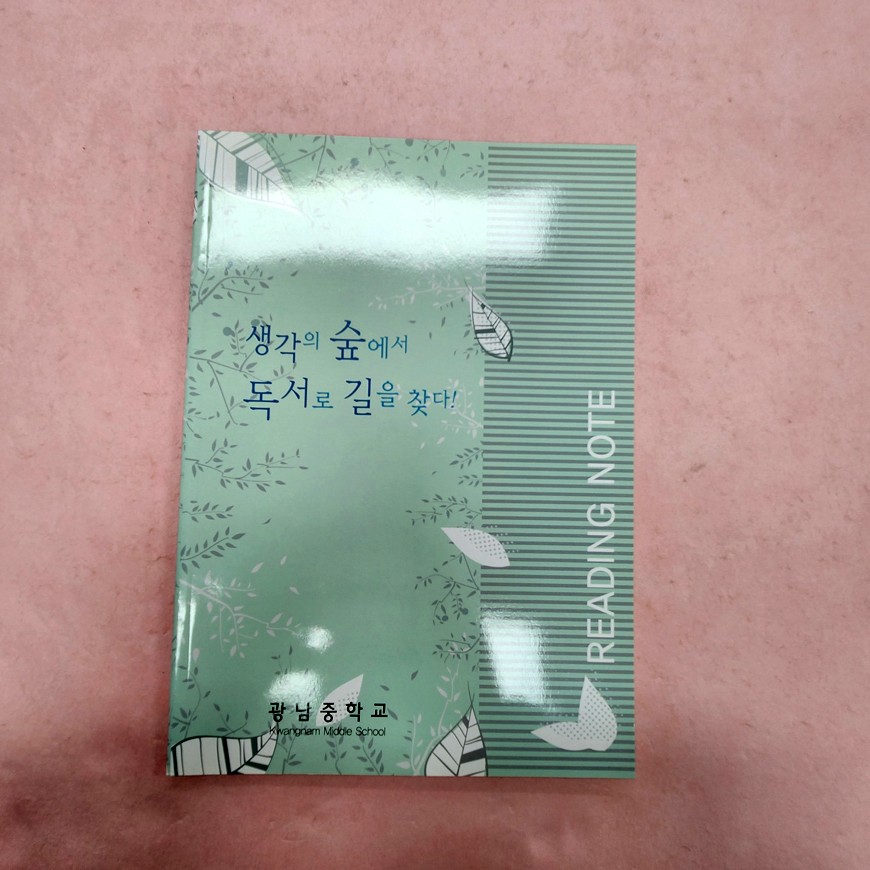 생각의 숲에서
독서로 길을 찾다!
READING NOTE
광남중학교
Kwangnam Middle School